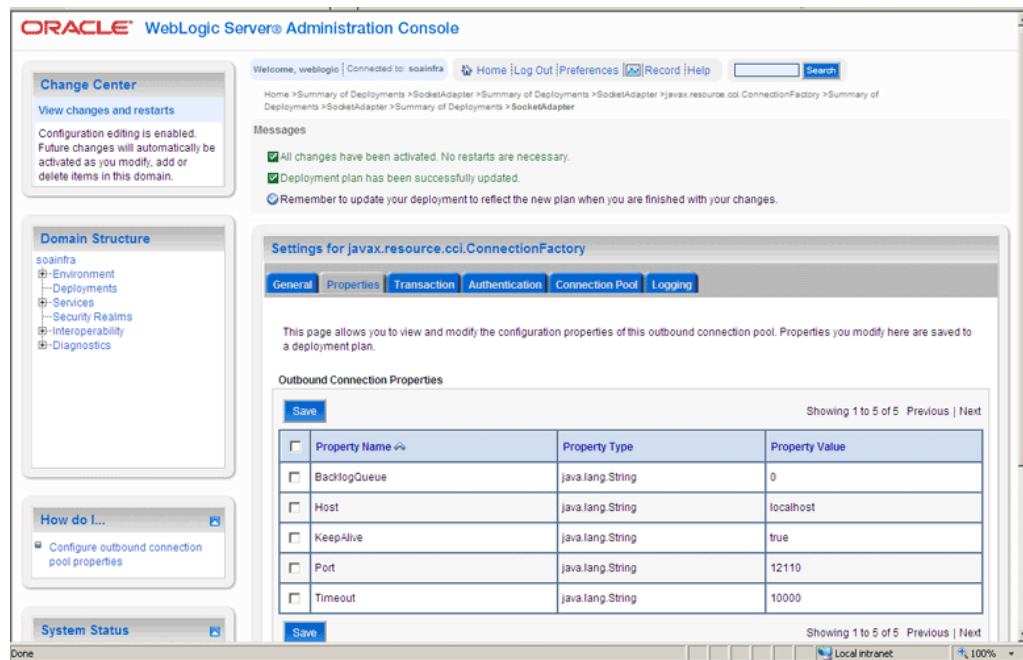 ORACLE® WebLogic Server® Administration Console
Change Center
View changes and restarts
Configuration editing is enabled.
Future changes will automatically be
activated as you modify, add or
delete items in this domain.
Domain Structure
soainfra
Environment
Deployments
Services
Security Realms
Interoperability
Diagnostics
How do I...
Configure outbound connection
pool properties
System Status
Welcome, weblogic Connected to: soainfra Home Log Out Preferences Record Help Search
Home >Summary of Deployments >SocketAdapter >Summary of Deployments >SocketAdapter >Summary of Deployments >SocketAdapter >javax.resource.cci.ConnectionFactory >Summary of
Deployments >SocketAdapter >Summary of Deployments >SocketAdapter
Messages
All changes have been activated. No restarts are necessary.
Deployment plan has been successfully updated.
Remember to update your deployment to reflect the new plan when you are finished with your changes.
Settings for javax.resource.cci.ConnectionFactory
General Properties Transaction Authentication Connection Pool Logging
This page allows you to view and modify the configuration properties of this outbound connection pool. Properties you modify here are saved to
a deployment plan.
Outbound Connection Properties
Save Showing 1 to 5 of 5 Previous | Next
Property Name Property Type Property Value
BacklogQueue java.lang.String 0
Host java.lang.String localhost
KeepAlive java.lang.String true
Port java.lang.String 12110
Timeout java.lang.String 10000
Save Showing 1 to 5 of 5 Previous | Next
Done Local intranet 100%